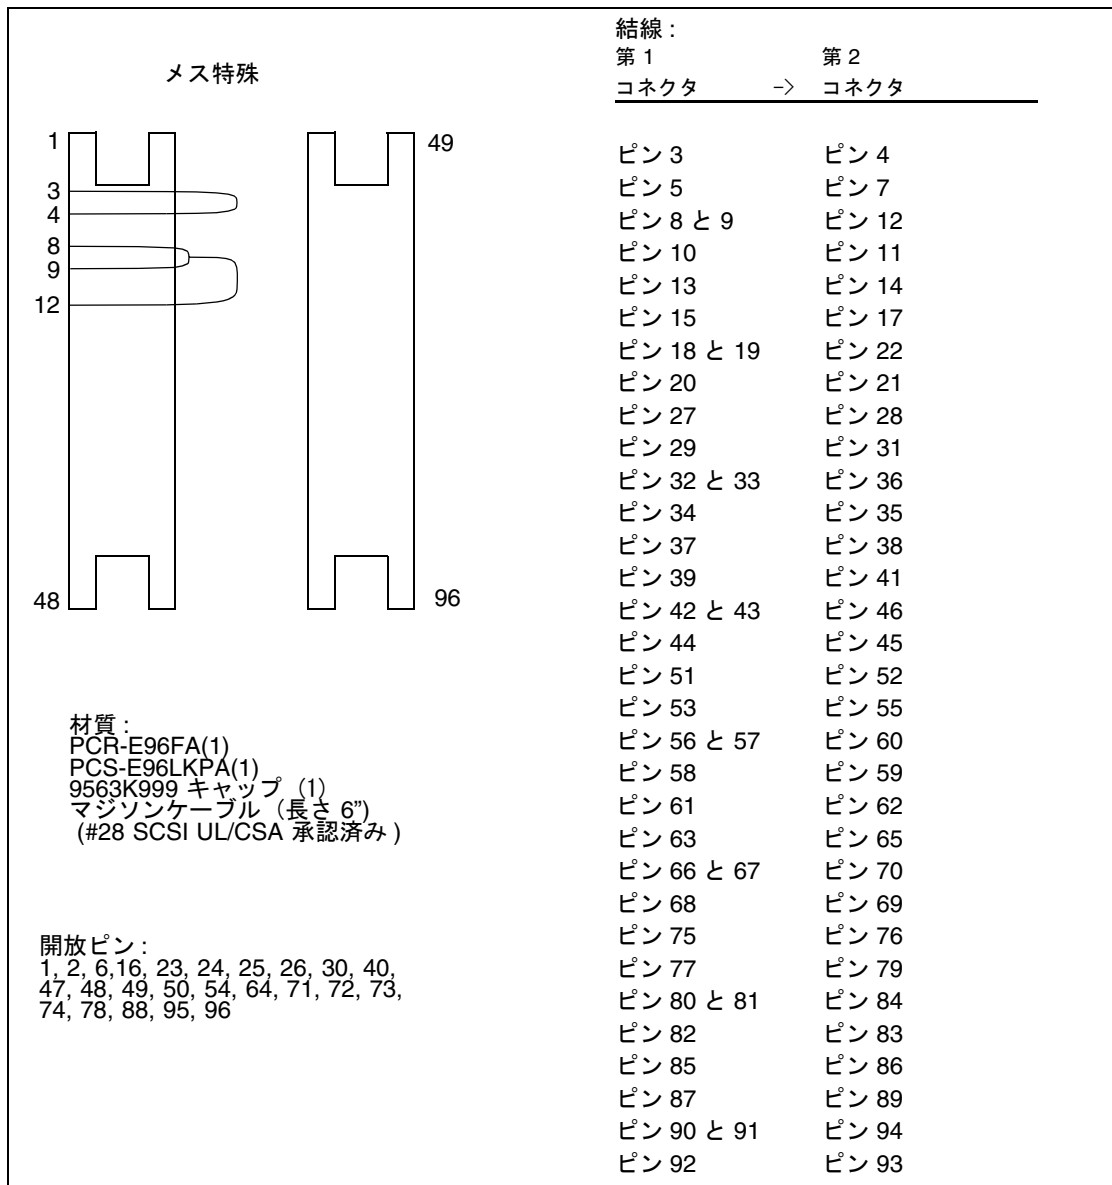 メス特殊
1
3
4
8
9
12
48
49
96
材質 :
PCR-E96FA(1)
PCS-E96LKPA(1)
9563K999 キャップ (1)
マジソンケーブル(長さ 6”)
(#28 SCSI UL/CSA 承認済み )
開放ピン :
1, 2, 6,16, 23, 24, 25, 26, 30, 40,
47, 48, 49, 50, 54, 64, 71, 72, 73,
74, 78, 88, 95, 96
結線 :
第 1 第 2
コネクタ -> コネクタ
ピン 3 ピン 4
ピン 5 ピン 7
ピン 8 と 9 ピン 12
ピン 10 ピン 11
ピン 13 ピン 14
ピン 15 ピン 17
ピン 18 と 19 ピン 22
ピン 20 ピン 21
ピン 27 ピン 28
ピン 29 ピン 31
ピン 32 と 33 ピン 36
ピン 34 ピン 35
ピン 37 ピン 38
ピン 39 ピン 41
ピン 42 と 43 ピン 46
ピン 44 ピン 45
ピン 51 ピン 52
ピン 53 ピン 55
ピン 56 と 57 ピン 60
ピン 58 ピン 59
ピン 61 ピン 62
ピン 63 ピン 65
ピン 66 と 67 ピン 70
ピン 68 ピン 69
ピン 75 ピン 76
ピン 77 ピン 79
ピン 80 と 81 ピン 84
ピン 82 ピン 83
ピン 85 ピン 86
ピン 87 ピン 89
ピン 90 と 91 ピン 94
ピン 92 ピン 93